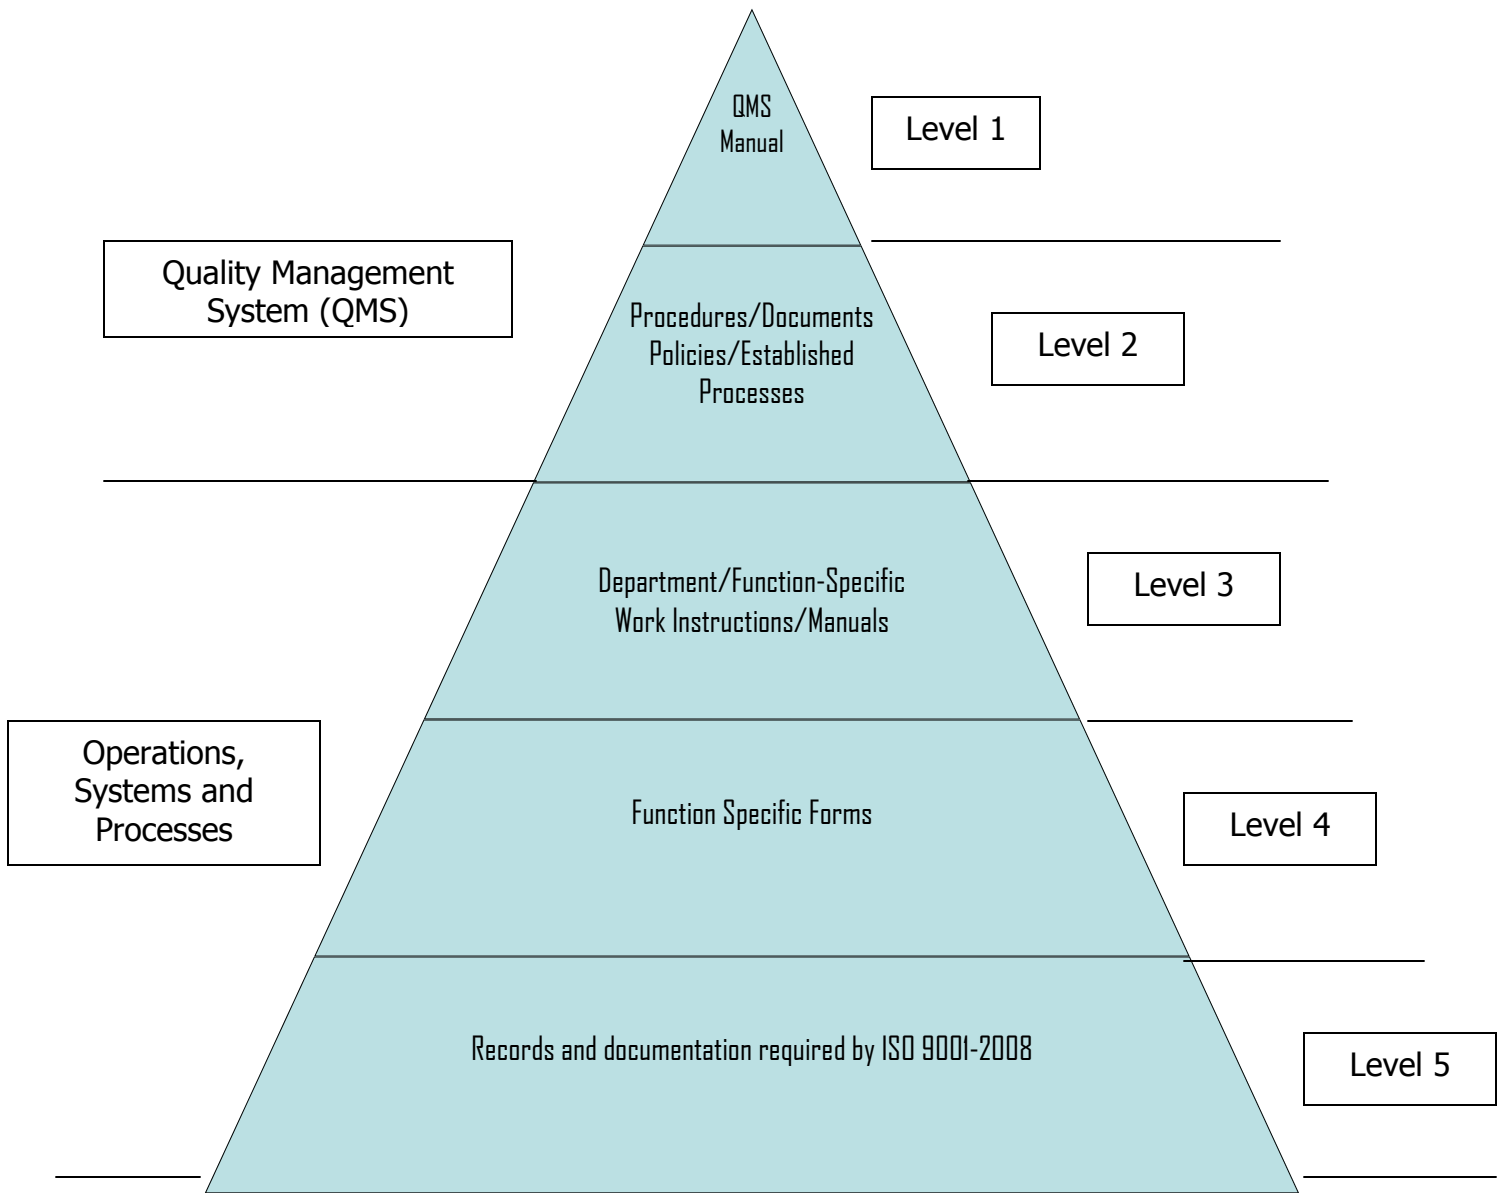 QMS
Manual
Level 1
Quality Management
System (QMS)
Procedures/Documents
Policies/Established
Processes
Level 2
Department/Function-Specific
Work Instructions/Manuals
Level 3
Operations,
Systems and
Processes
Function Specific Forms
Level 4
Records and documentation required by ISO 9001-2008
Level 5